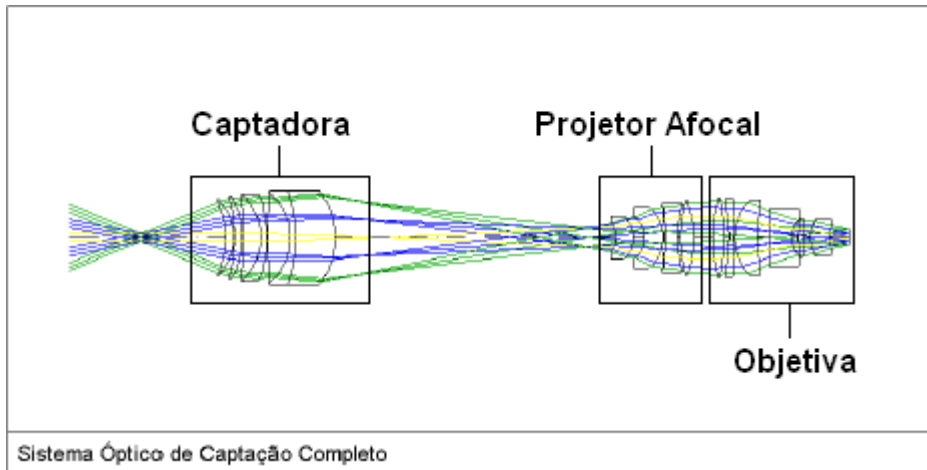 Captadora
Projetor Afocal
Objetiva
Sistema Óptico de Captação Completo